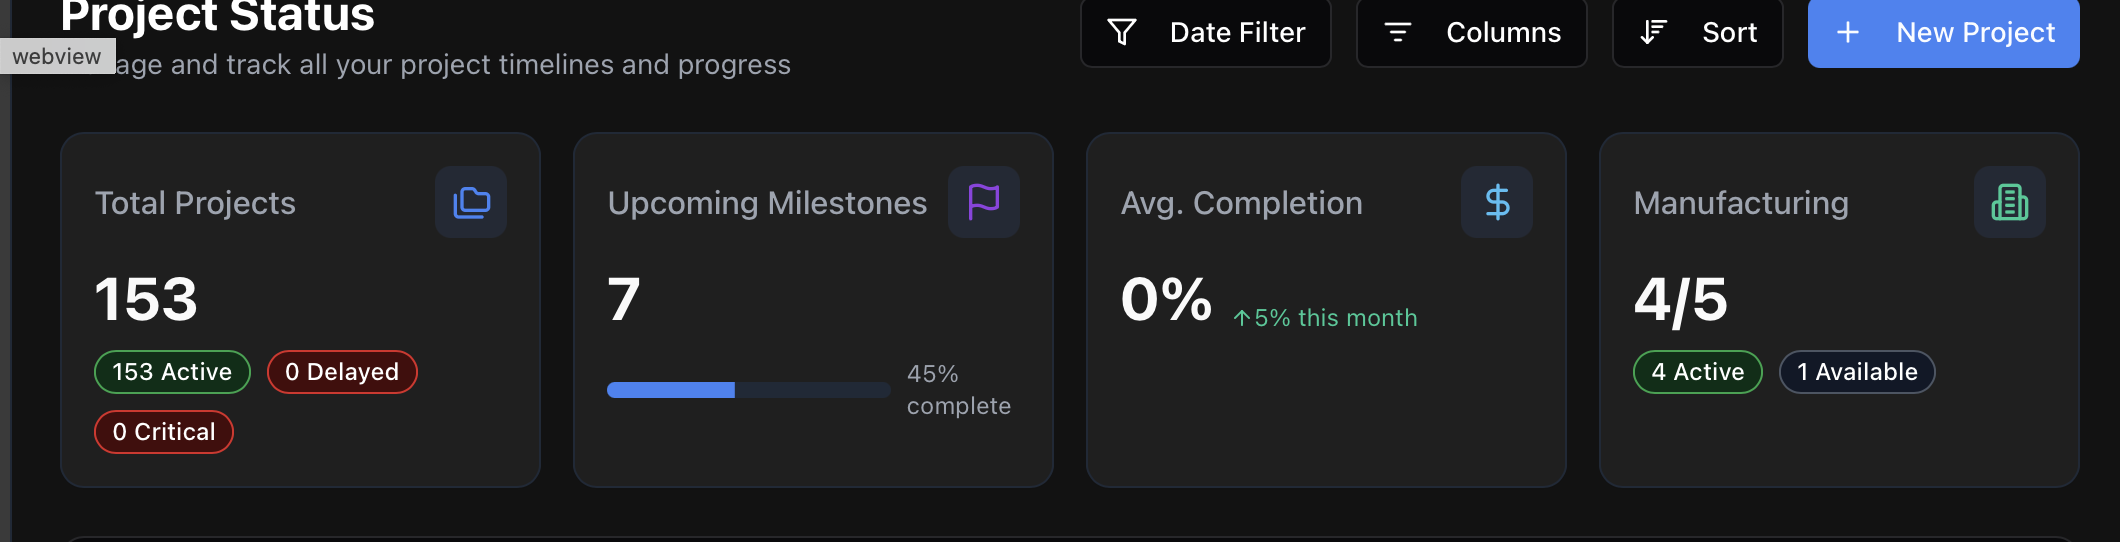 Project Status
webview
age and track all your project timelines and progress
Date Filter
Columns
Sort
New Project
Total Projects
153
153 Active
0 Delayed
0 Critical
Upcoming Milestones
7
45%
complete
Avg. Completion
0%
↑5% this month
Manufacturing
4/5
4 Active
1 Available